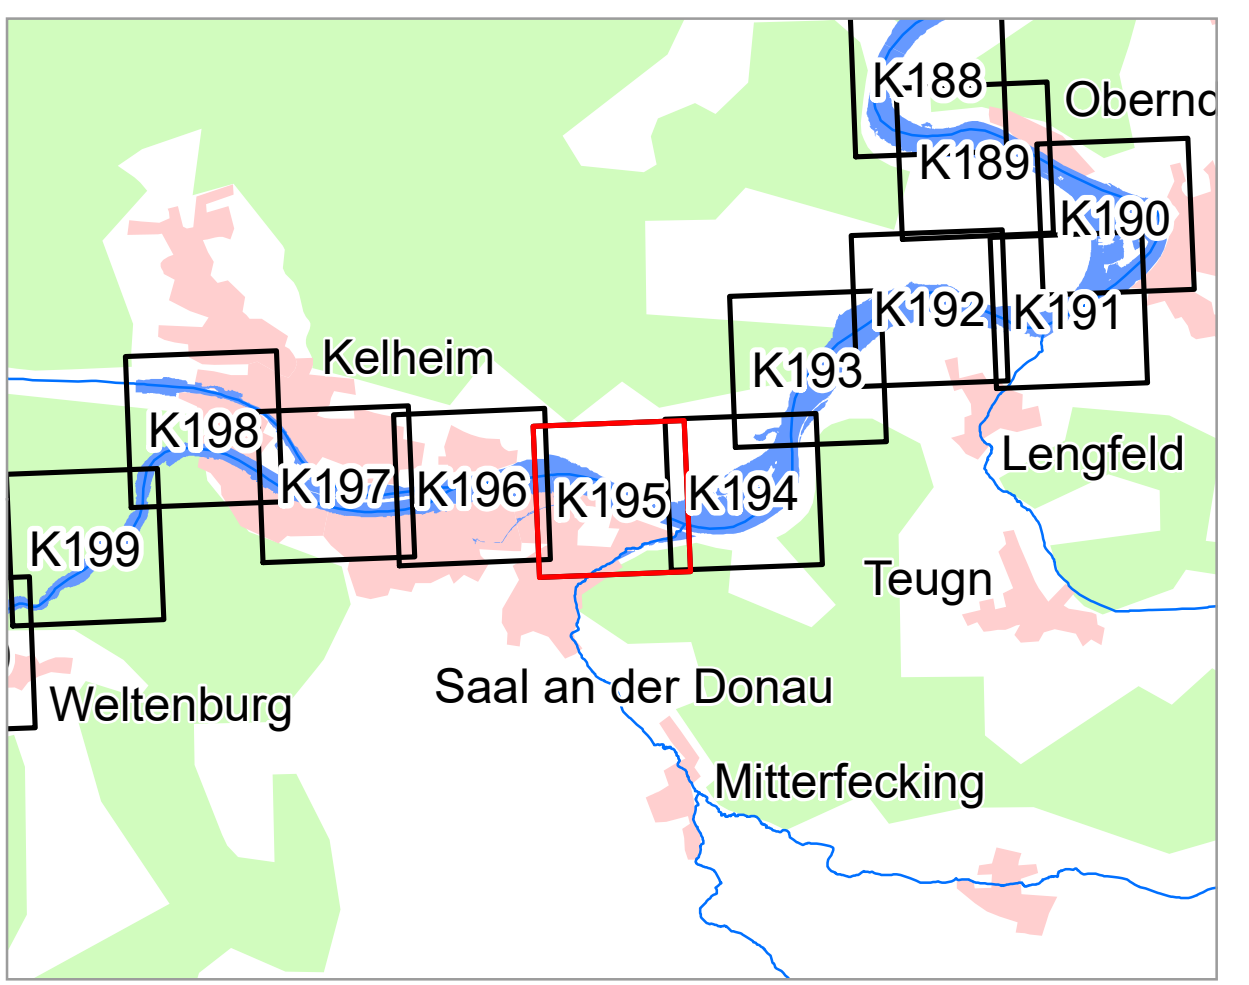 K188
Obernd
K189
K190
K192
K191
Kelheim
K193
K198
Lengfeld
K197
K196
K195
K194
K199
Teugn
Saal an der Donau
Weltenburg
Mitterfecking